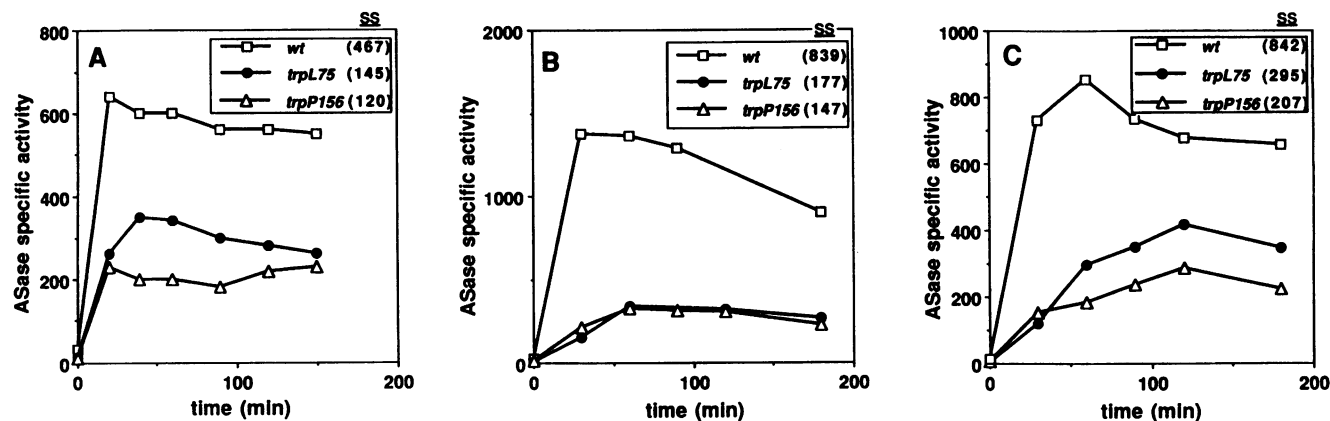 SS
A
wt (467)
trpL75 (145)
trpP156 (120)
ASase specific activity
800
600
400
200
0
0 100 200
time (min)
SS
B
wt (839)
trpL75 (177)
trpP156 (147)
ASase specific activity
2000
1000
0
0 100 200
time (min)
SS
C
wt (842)
trpL75 (295)
trpP156 (207)
ASase specific activity
1000
800
600
400
200
0
0 100 200
time (min)